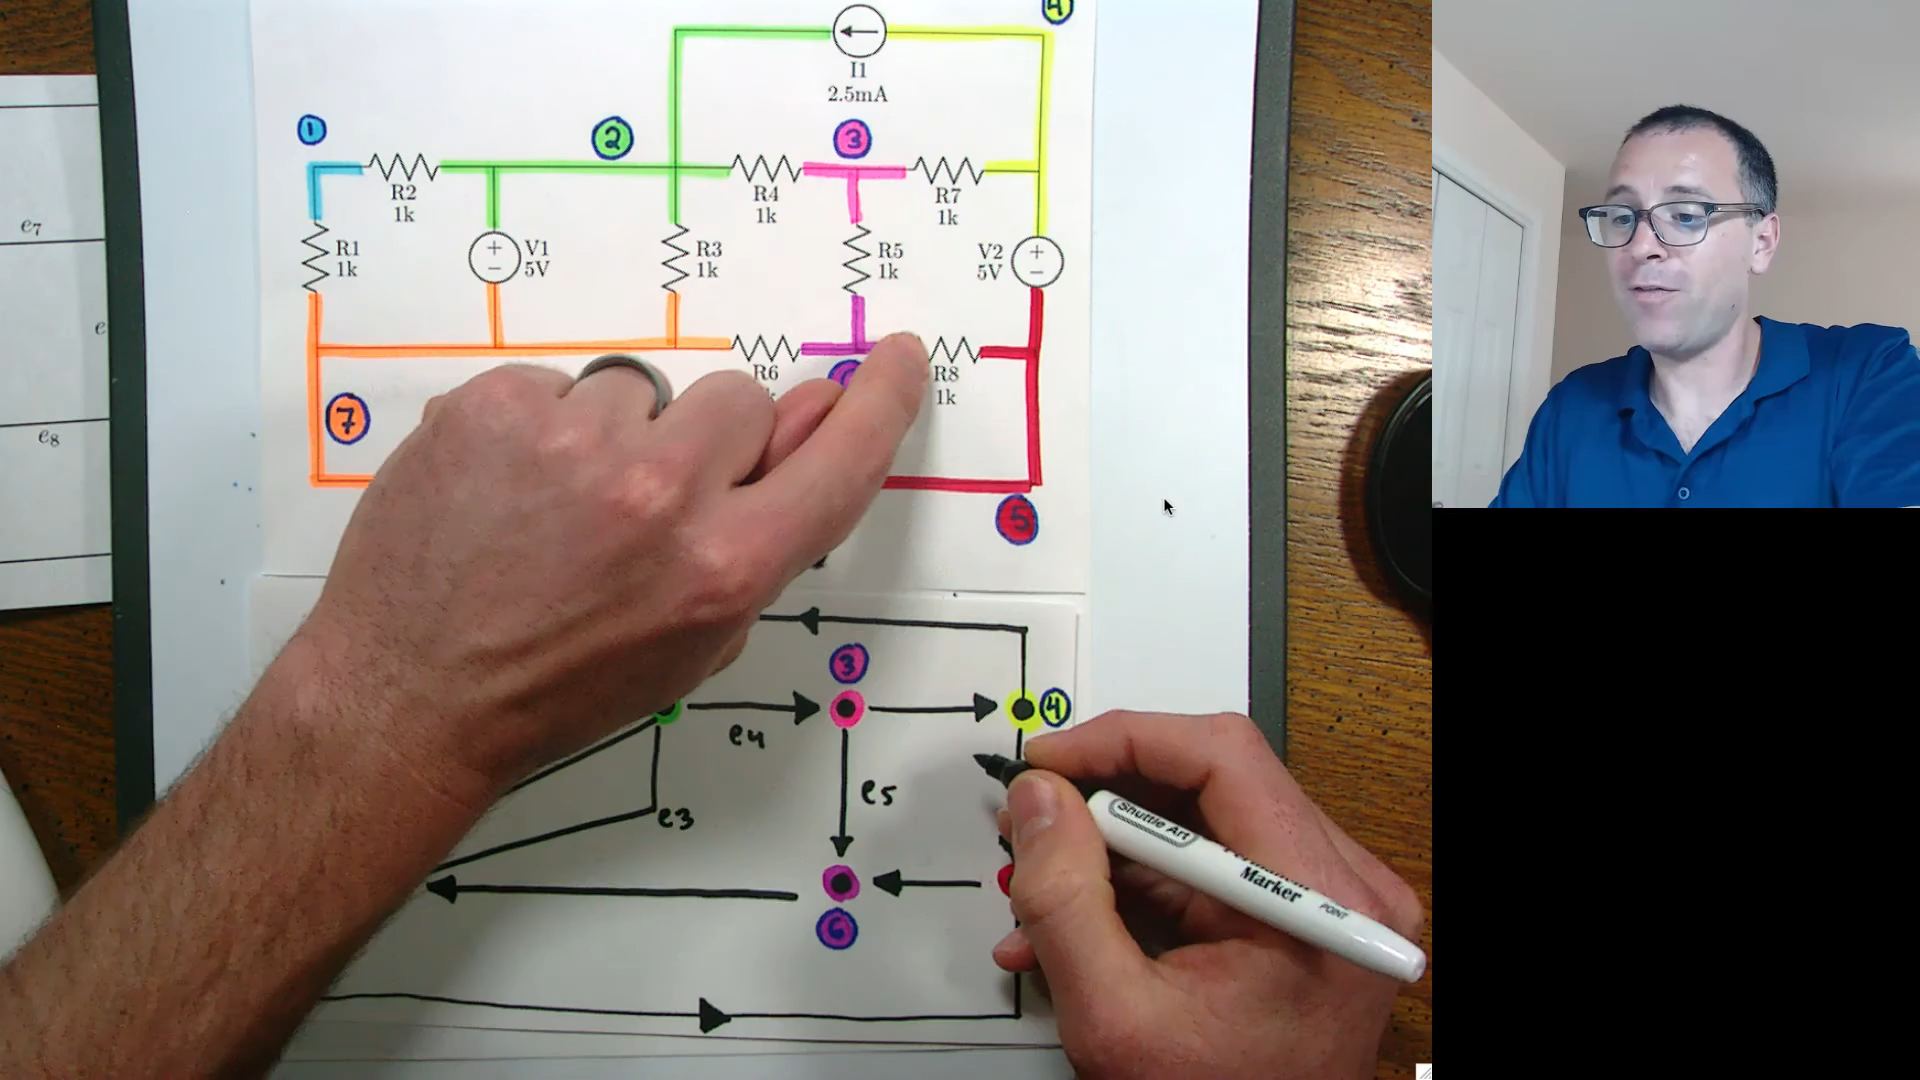 4
I1
2.5mA
1
2
3
R2
1k
R4
1k
R7
1k
e7
R1
1k
+
−
V1
5V
R3
1k
R5
1k
V2
5V
+
−
e
R6
R8
1k
7
e8
5
3
4
e4
e5
e3
6
Shuttle Art
Marker
POINT